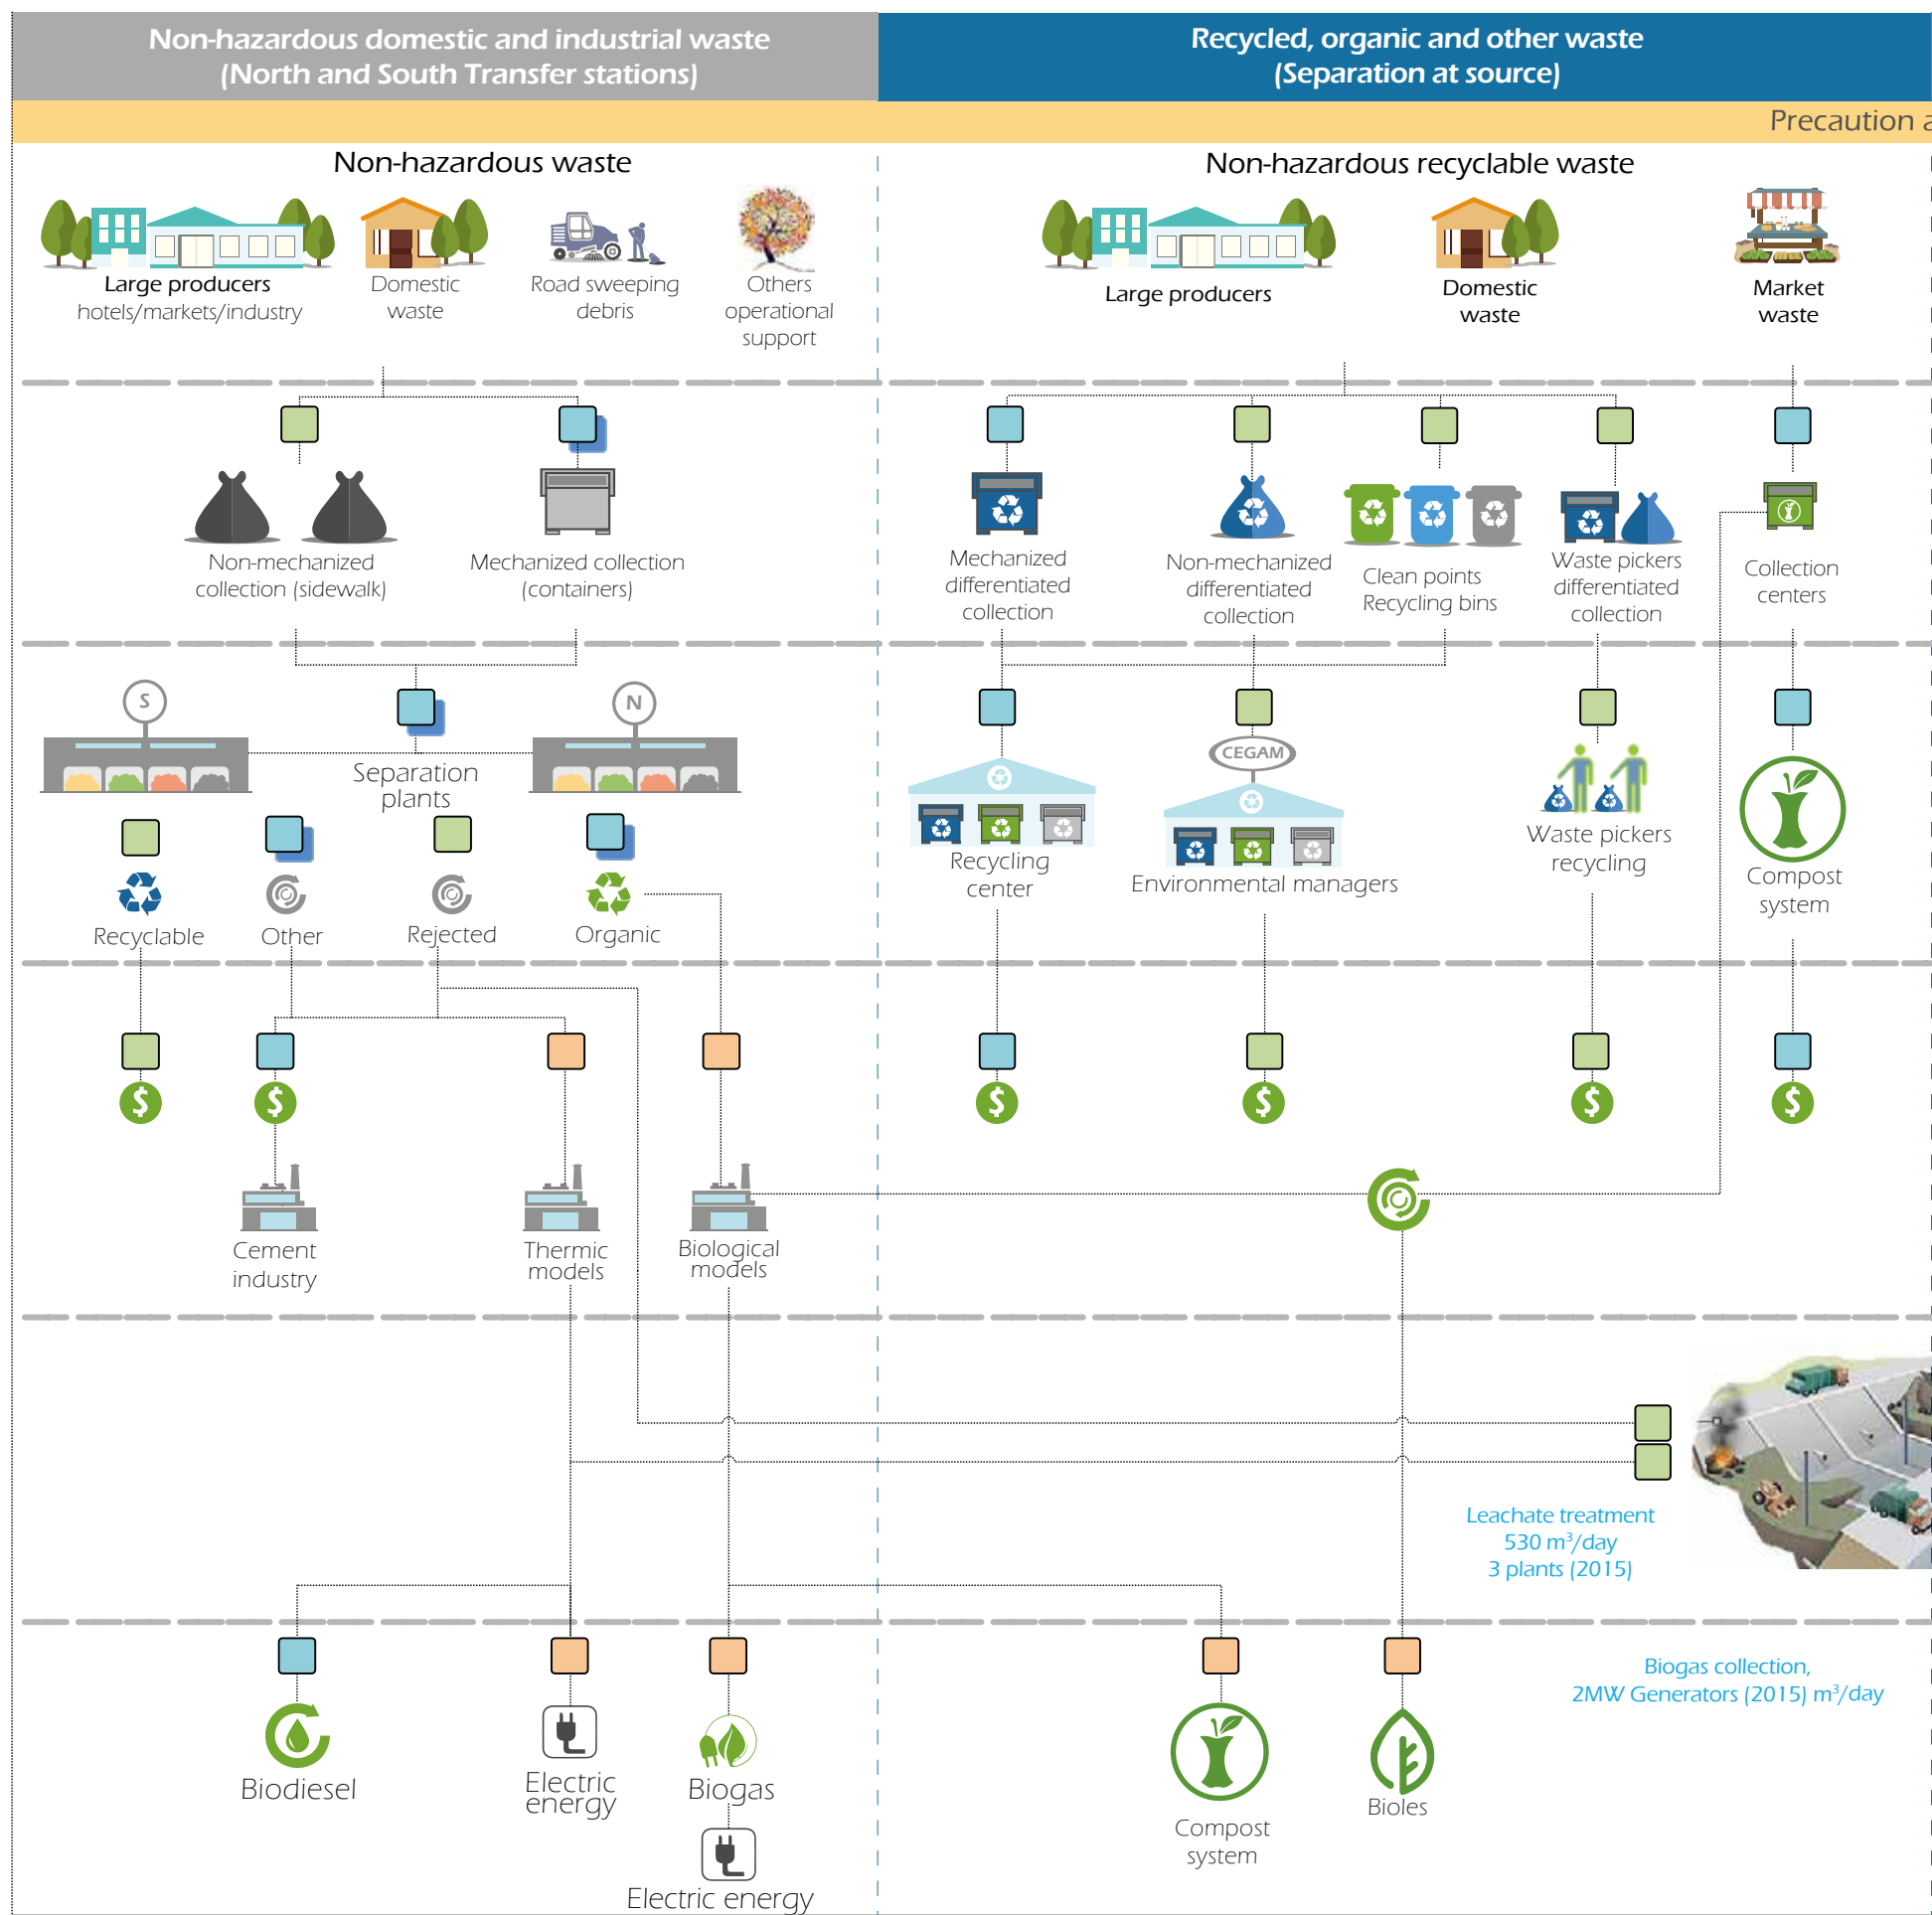 Non-hazardous domestic and industrial waste
(North and South Transfer stations)
Recycled, organic and other waste
(Separation at source)
Precaution a
Non-hazardous waste
Non-hazardous recyclable waste
Large producers
hotels/markets/industry
Domestic
waste
Road sweeping
debris
Others
operational
support
Large producers
Domestic
waste
Market
waste
Non-mechanized
collection (sidewalk)
Mechanized collection
(containers)
Mechanized
differentiated
collection
Non-mechanized
differentiated
collection
Clean points
Recycling bins
Waste pickers
differentiated
collection
Collection
centers
S
N
Separation
plants
CEGAM
Recycling
center
Environmental managers
Waste pickers
recycling
Compost
system
Recyclable
Other
Rejected
Organic
$
$
$
$
$
$
Cement
industry
Thermic
models
Biological
models
Leachate treatment
530 m³/day
3 plants (2015)
Biogas collection,
2MW Generators (2015) m³/day
Biodiesel
Electric
energy
Biogas
Electric energy
Compost
system
Bioles